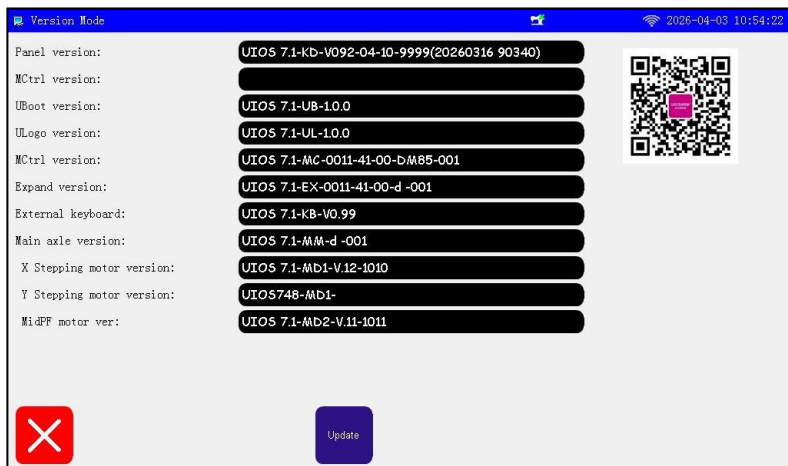 Version Mode 2026-04-03 10:54:22
Panel version: UIOS 7.1-KD-V092-04-10-9999(20260316 90340)
MCtrl version:
UBoot version: UIOS 7.1-UB-1.0.0
ULogo version: UIOS 7.1-UL-1.0.0
MCtrl version: UIOS 7.1-MC-0011-41-00-DM85-001
Expand version: UIOS 7.1-EX-0011-41-00-d -001
External keyboard: UIOS 7.1-KB-V0.99
Main axle version: UIOS 7.1-MM-d -001
X Stepping motor version: UIOS 7.1-MD1-V.12-1010
Y Stepping motor version: UIOS748-MD1-
MidPF motor ver: UIOS 7.1-MD2-V.11-1011
Update